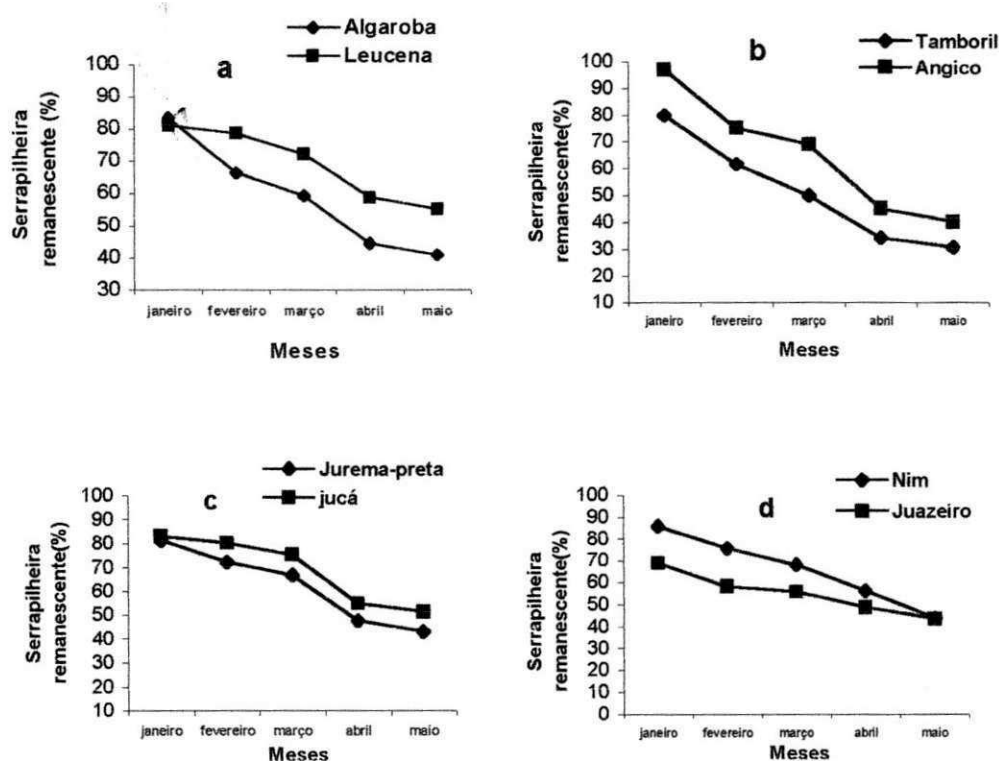 Algaroba
Leucena
a
Serrapilheira
remanescente (%)
100
90
80
70
60
50
40
30
janeiro fevereiro março abril maio
Meses
Tamboril
Angico
b
Serrapilheira
remanescente(%)
100
90
80
70
60
50
40
30
20
10
janeiro fevereiro março abril maio
Meses
Jurema-preta
jucá
c
Serrapilheira
remanescente(%)
100
90
80
70
60
50
40
30
20
10
janeiro fevereiro março abril maio
Meses
Nim
Juazeiro
d
Serrapilheira
remanescente(%)
100
90
80
70
60
50
40
30
20
10
0
janeiro fevereiro março abril maio
Meses